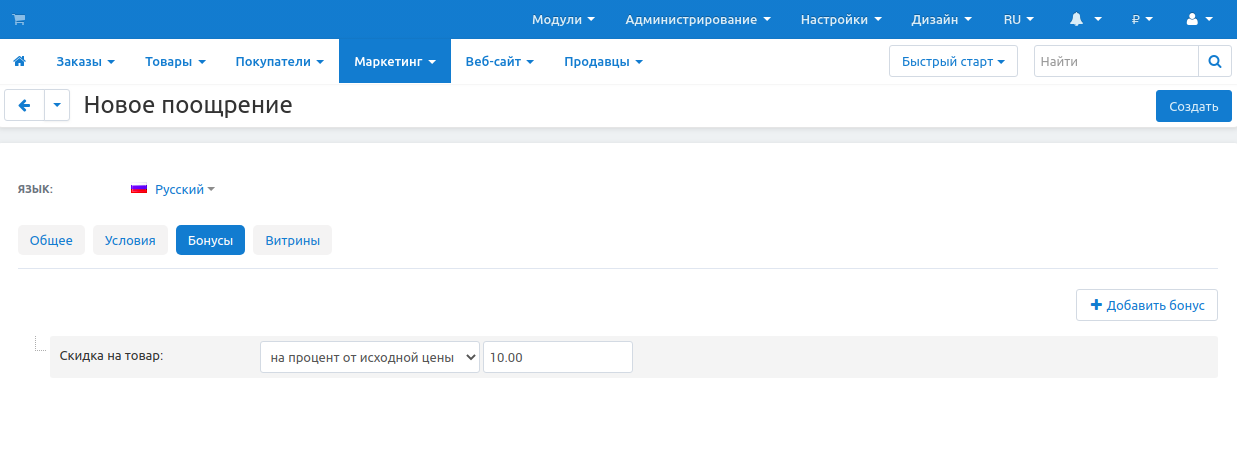 Модули Администрирование Настройки Дизайн RU ₽
Заказы Товары Покупатели Маркетинг Веб-сайт Продавцы Быстрый старт Найти
Новое поощрение Создать
ЯЗЫК: Русский
Общее Условия Бонусы Витрины
Добавить бонус
Скидка на товар: на процент от исходной цены 10.00